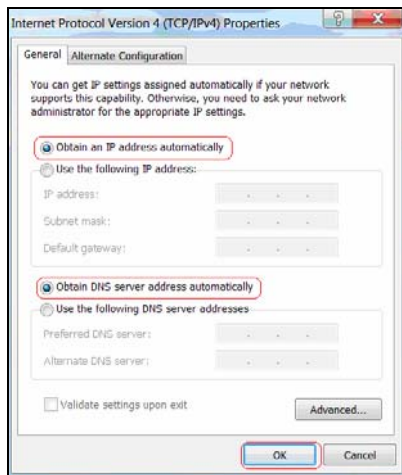 Internet Protocol Version 4 (TCP/IPv4) Properties
General
Alternate Configuration
You can get IP settings assigned automatically if your network
supports this capability. Otherwise, you need to ask your network
administrator for the appropriate IP settings.
Obtain an IP address automatically
Use the following IP address:
IP address:
Subnet mask:
Default gateway:
Obtain DNS server address automatically
Use the following DNS server addresses
Preferred DNS server:
Alternate DNS server:
Validate settings upon exit
Advanced...
OK
Cancel